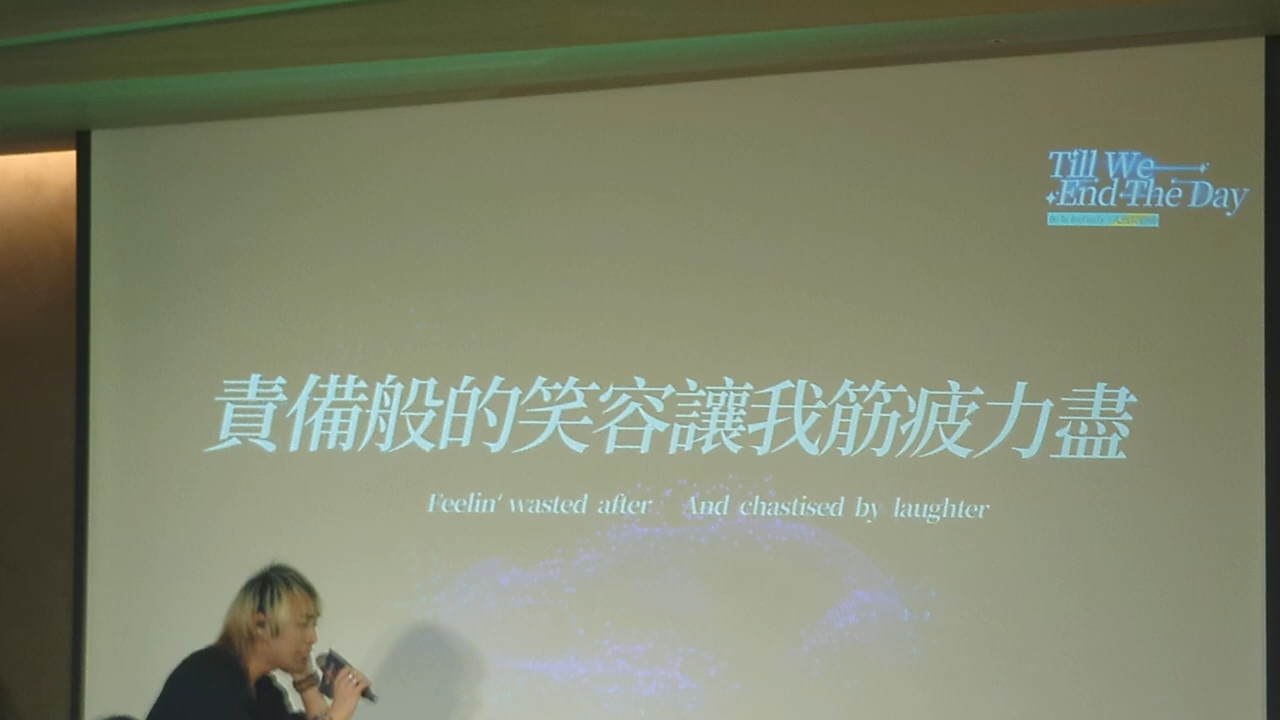 Till We
End The Day
責備般的笑容讓我筋疲力盡
Feelin' wasted after And chastised by laughter